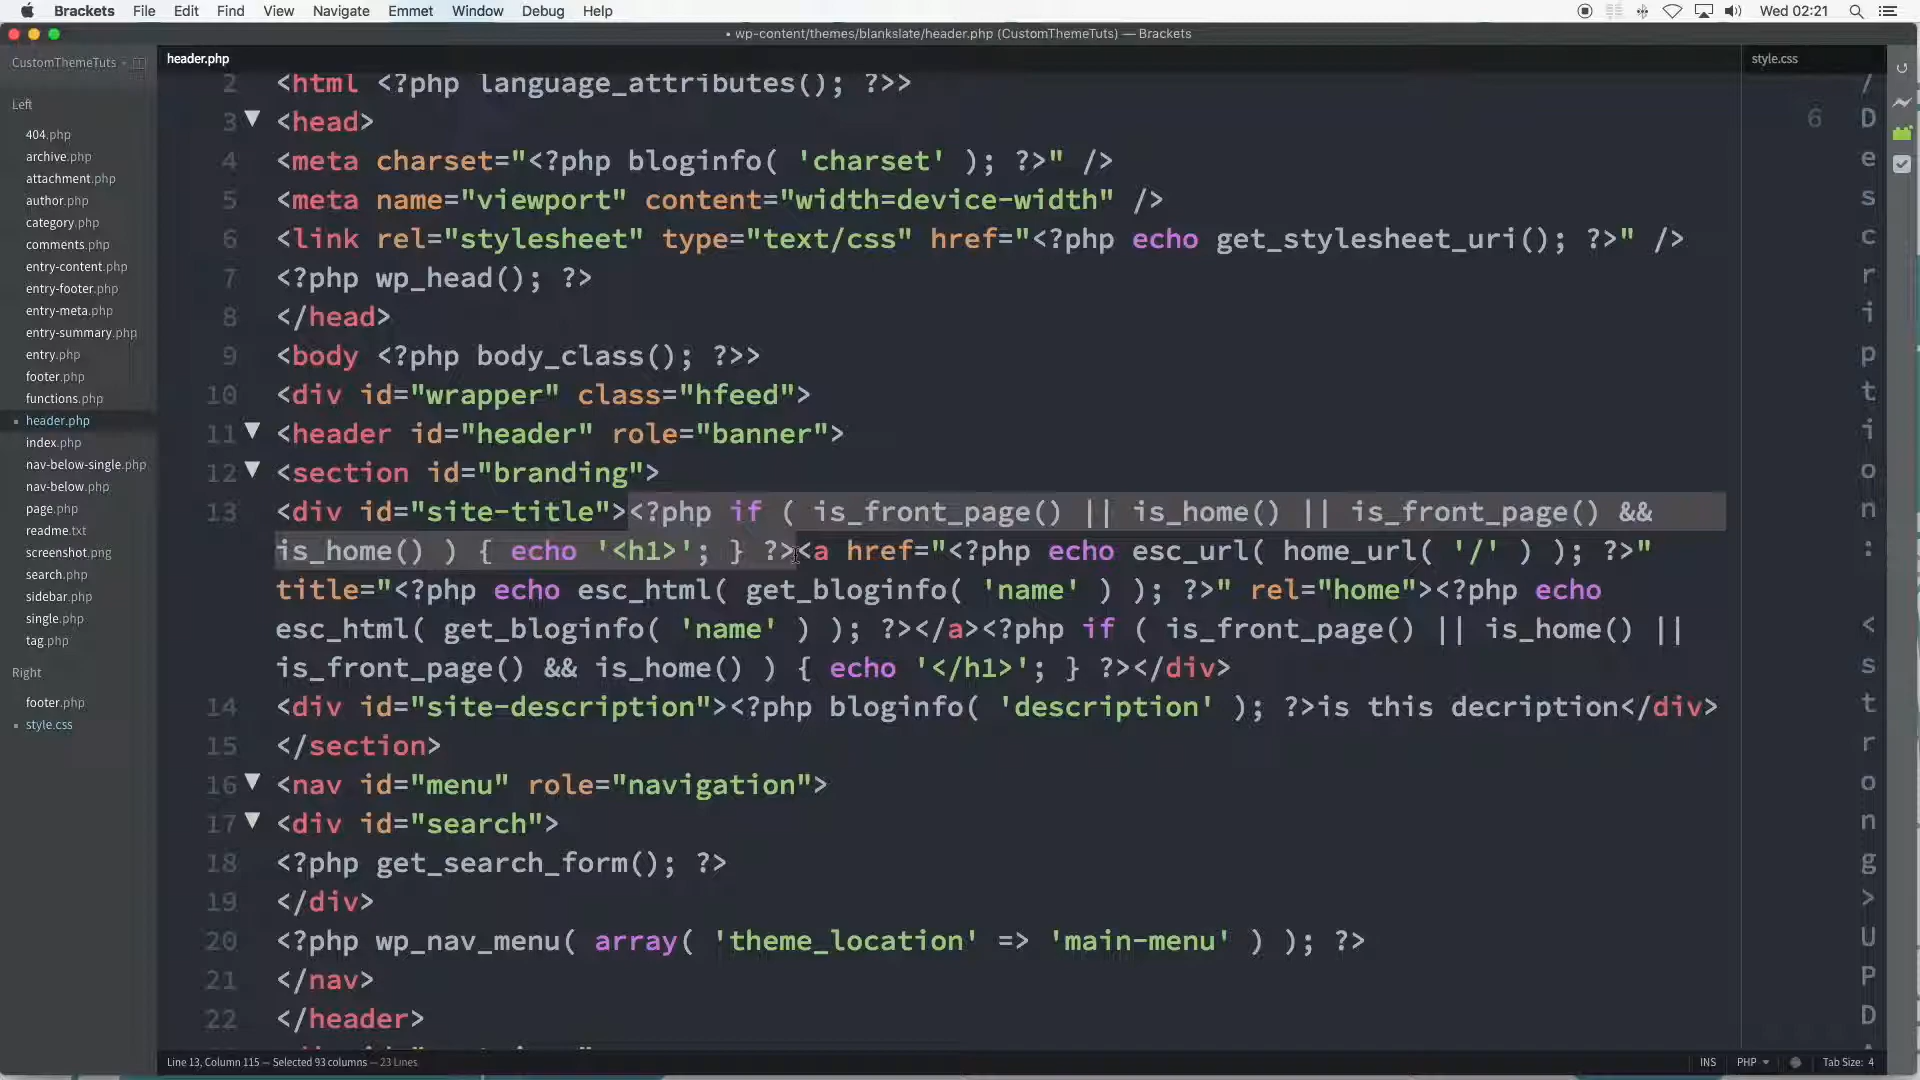 Brackets File Edit Find View Navigate Emmet Window Debug Help Wed 02:21
• wp-content/themes/blankslate/header.php (CustomThemeTuts) — Brackets
CustomThemeTuts
Left
404.php
archive.php
attachment.php
author.php
category.php
comments.php
entry-content.php
entry-footer.php
entry-meta.php
entry-summary.php
entry.php
footer.php
functions.php
header.php
index.php
nav-below-single.php
nav-below.php
page.php
readme.txt
screenshot.png
search.php
sidebar.php
single.php
tag.php
Right
footer.php
style.css
header.php
2 <html <?php language_attributes(); ?>>
3 <head>
4 <meta charset="<?php bloginfo( 'charset' ); ?>" />
5 <meta name="viewport" content="width=device-width" />
6 <link rel="stylesheet" type="text/css" href="<?php echo get_stylesheet_uri(); ?>" />
7 <?php wp_head(); ?>
8 </head>
9 <body <?php body_class(); ?>>
10 <div id="wrapper" class="hfeed">
11 <header id="header" role="banner">
12 <section id="branding">
13 <div id="site-title"><?php if ( is_front_page() || is_home() || is_front_page() &&
is_home() ) { echo '<h1>'; } ?><a href="<?php echo esc_url( home_url( '/' ) ); ?>"
title="<?php echo esc_html( get_bloginfo( 'name' ) ); ?>" rel="home"><?php echo
esc_html( get_bloginfo( 'name' ) ); ?></a><?php if ( is_front_page() || is_home() ||
is_front_page() && is_home() ) { echo '</h1>'; } ?></div>
14 <div id="site-description"><?php bloginfo( 'description' ); ?>is this decription</div>
15 </section>
16 <nav id="menu" role="navigation">
17 <div id="search">
18 <?php get_search_form(); ?>
19 </div>
20 <?php wp_nav_menu( array( 'theme_location' => 'main-menu' ) ); ?>
21 </nav>
22 </header>
style.css
6
/
D
e
s
c
r
i
p
t
i
o
n
:
<
s
t
r
o
n
g
>
U
P
D
Line 13, Column 115 — Selected 93 columns — 23 Lines
INS PHP Tab Size: 4